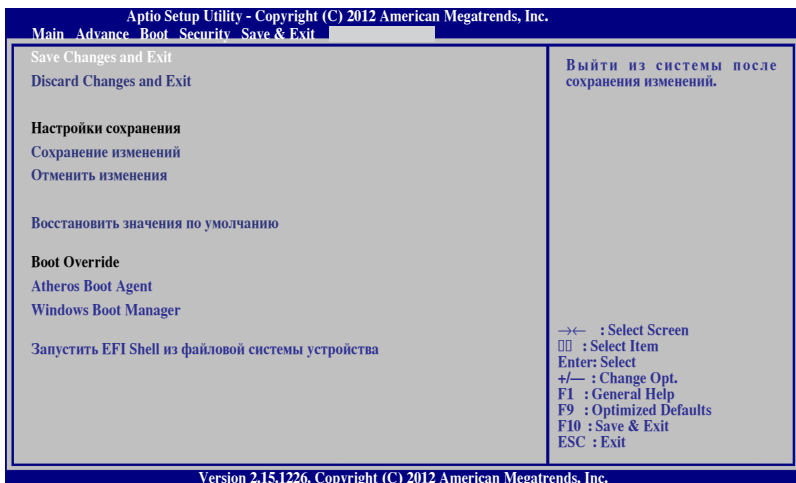 Aptio Setup Utility - Copyright (C) 2012 American Megatrends, Inc.
Main Advance Boot Security Save & Exit
Save Changes and Exit
Discard Changes and Exit
Настройки сохранения
Сохранение изменений
Отменить изменения
Восстановить значения по умолчанию
Boot Override
Atheros Boot Agent
Windows Boot Manager
Запустить EFI Shell из файловой системы устройства
Выйти из системы после
сохранения изменений.
→← : Select Screen
▯▯ : Select Item
Enter: Select
+/— : Change Opt.
F1 : General Help
F9 : Optimized Defaults
F10 : Save & Exit
ESC : Exit
Version 2.15.1226. Copyright (C) 2012 American Megatrends, Inc.